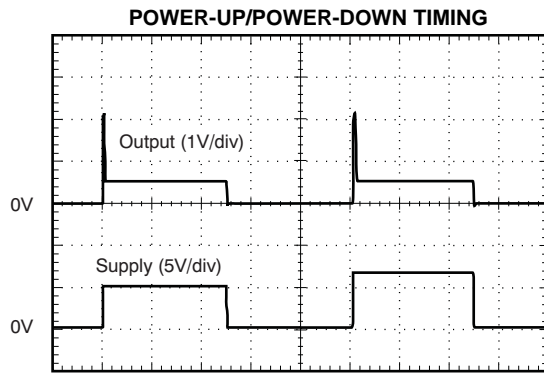 POWER-UP/POWER-DOWN TIMING
Output (1V/div)
0V
Supply (5V/div)
0V